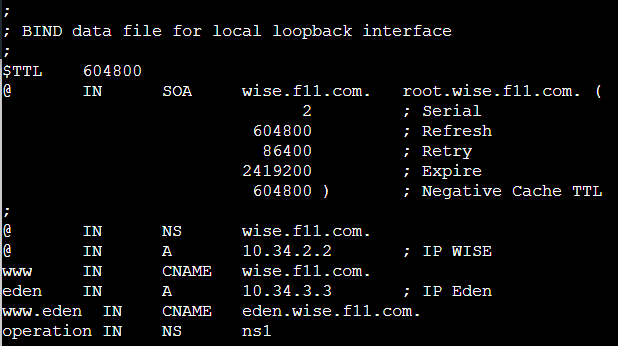 ;
; BIND data file for local loopback interface
;
$TTL    604800
@       IN      SOA     wise.f11.com.   root.wise.f11.com. (
                              2         ; Serial
                         604800         ; Refresh
                          86400         ; Retry
                        2419200         ; Expire
                         604800 )       ; Negative Cache TTL
;
@       IN      NS      wise.f11.com.
@       IN      A       10.34.2.2       ; IP WISE
www     IN      CNAME   wise.f11.com.
eden    IN      A       10.34.3.3       ; IP Eden
www.eden  IN    CNAME   eden.wise.f11.com.
operation IN    NS      ns1